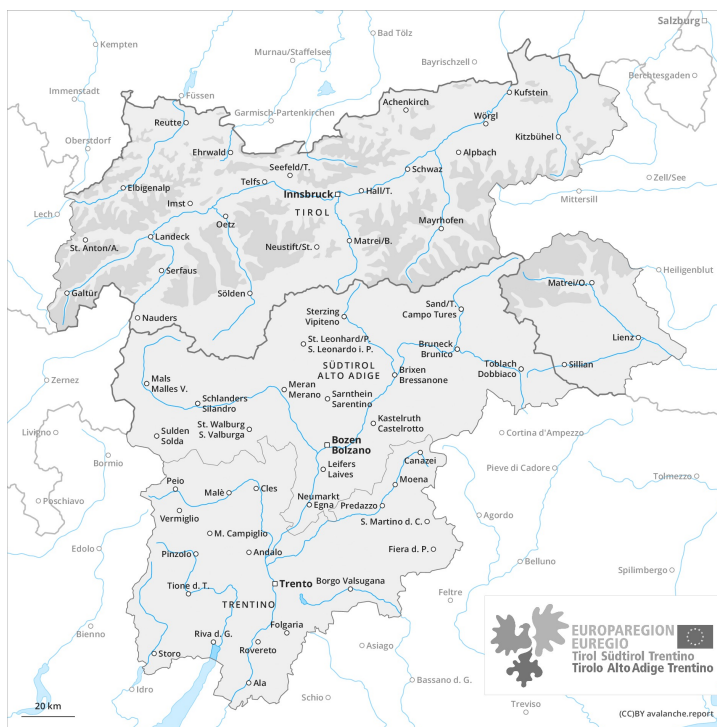 Salzburg
Kempten
Bad Tölz
Murnau/Staffelsee
Bayrischzell
Berchtesgaden
Immenstadt
Füssen
Kufstein
Achenkirch
Garmisch-Partenkirchen
Reutte
Wörgl
Oberstdorf
Kitzbühel
Ehrwald
Alpbach
Seefeld/T.
Schwaz
Zell/See
Telfs
Elbigenalp
Hall/T.
Innsbruck
Mittersill
Imst
TIROL
Lech
Oetz
Mayrhofen
St. Anton/A.
Landeck
Neustift/St.
Matrei/B.
Serfaus
Heiligenblut
Matrei/O.
Galtür
Sölden
Nauders
Sterzing
Vipiteno
Sand/T.
Campo Tures
Lienz
St. Leonhard/P.
S. Leonardo i. P.
Bruneck
Brunico
SÜDTIROL
ALTO ADIGE
Brixen
Bressanone
Toblach
Dobbiaco
Sillian
Zernez
Mals
Malles V.
Meran
Merano
Schlanders
Silandro
Sarnthein
Sarentino
Kastelruth
Castelrotto
St. Walburg
S. Valburga
Sulden
Solda
Livigno
Cortina d'Ampezzo
Bozen
Bolzano
Bormio
Canazei
Leifers
Laives
Pieve di Cadore
Tolmezzo
Moena
Peio
Malè
Cles
Neumarkt
Egna
Predazzo
Poschiavo
Vermiglio
S. Martino d. C.
Agordo
M. Campiglio
Edolo
Pinzolo
Andalo
Fiera d. P.
Belluno
Spilimbergo
Tione d. T.
Trento
Borgo Valsugana
Feltre
TRENTINO
Folgaria
Bienno
Riva d. G.
Rovereto
Asiago
Storo
Idro
Ala
Schio
Bassano d. G.
EUROPAREGION
EUREGIO
Tirol Südtirol Trentino
Tirolo Alto Adige Trentino
Treviso
20 km
(CC)BY avalanche.report